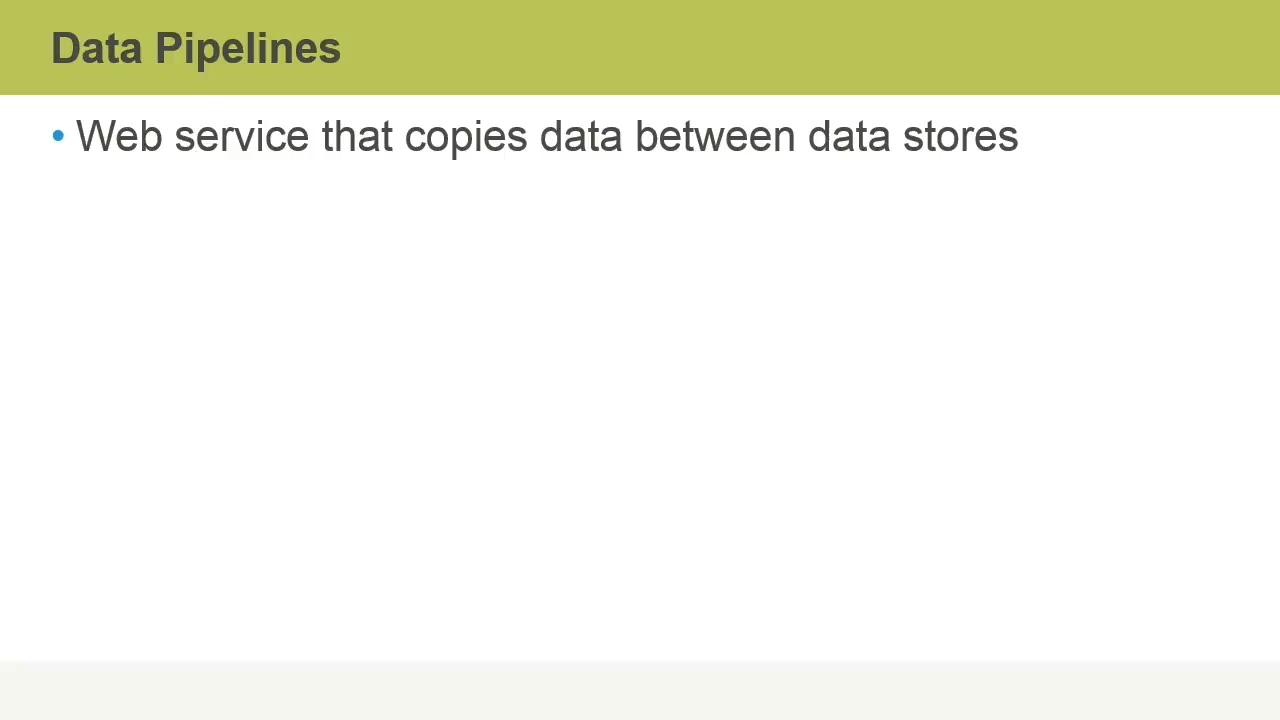 Data Pipelines
• Web service that copies data between data stores